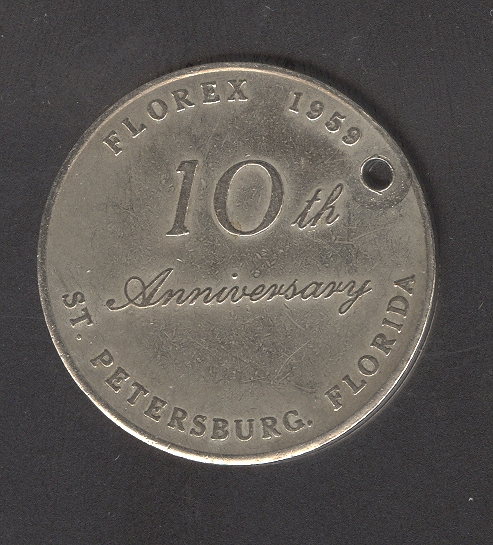 FLOREX 1959
10th
Anniversary
ST. PETERSBURG. FLORIDA